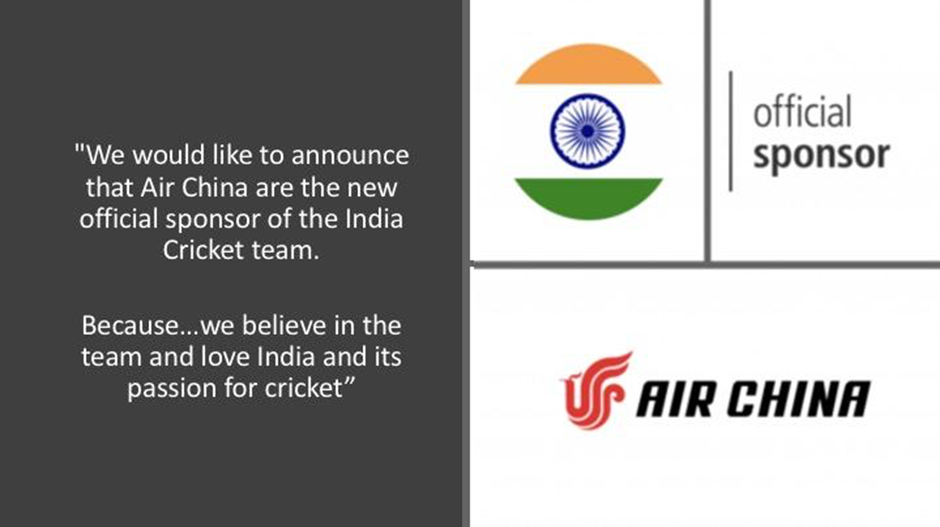 "We would like to announce
that Air China are the new
official sponsor of the India
Cricket team.
Because...we believe in the
team and love India and its
passion for cricket”
official
sponsor
AIR CHINA